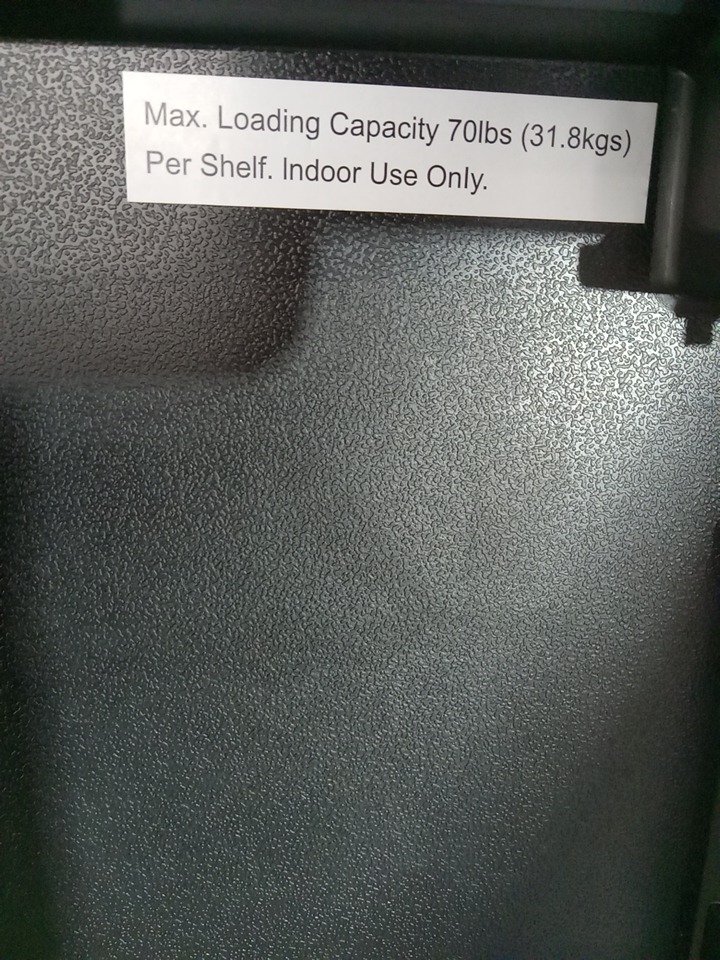 Max. Loading Capacity 70lbs (31.8kgs)
Per Shelf. Indoor Use Only.